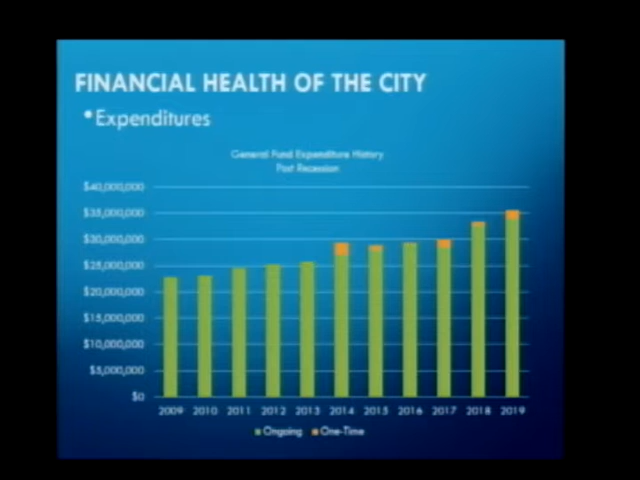 FINANCIAL HEALTH OF THE CITY
•Expenditures
General Fund Expenditure History
Post Recession
$40,000,000
$35,000,000
$30,000,000
$25,000,000
$20,000,000
$15,000,000
$10,000,000
$5,000,000
$0
2009 2010 2011 2012 2013 2014 2015 2016 2017 2018 2019
Ongoing One-Time